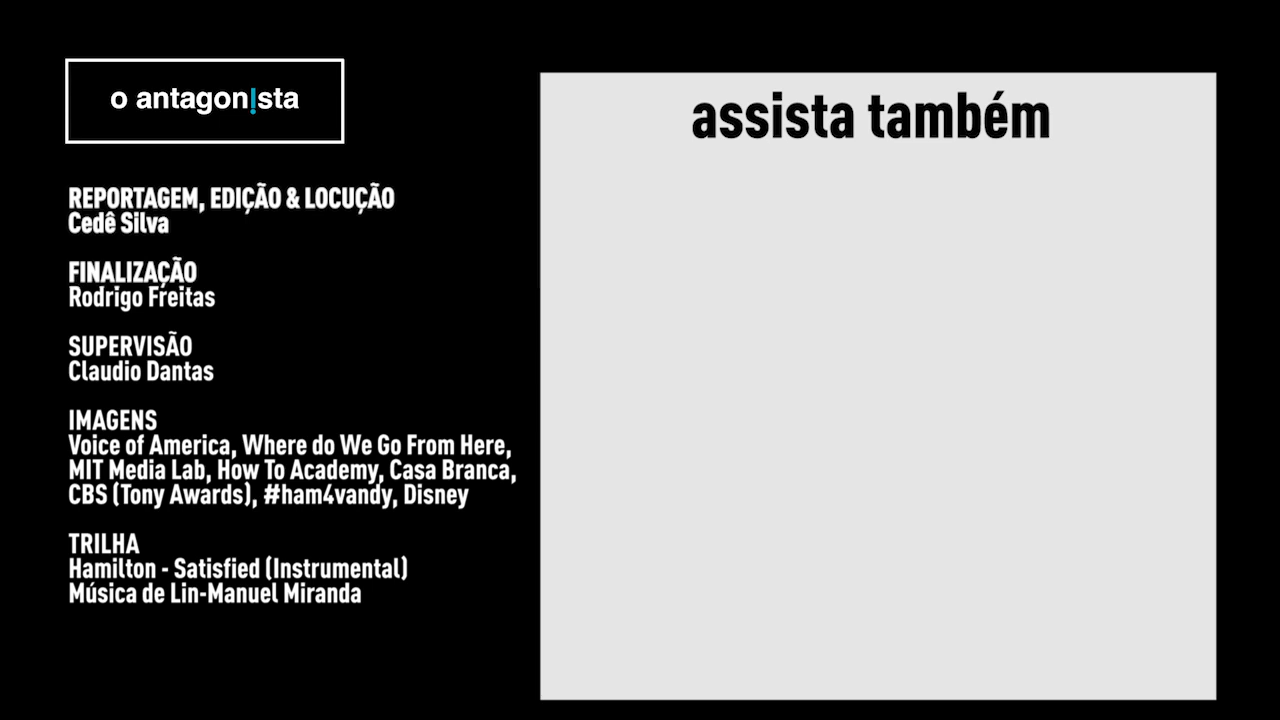 o antagon!sta
REPORTAGEM, EDIÇÃO & LOCUÇÃO
Cedê Silva
FINALIZAÇÃO
Rodrigo Freitas
SUPERVISÃO
Claudio Dantas
IMAGENS
Voice of America, Where do We Go From Here,
MIT Media Lab, How To Academy, Casa Branca,
CBS (Tony Awards), #ham4vandy, Disney
TRILHA
Hamilton - Satisfied (Instrumental)
Música de Lin-Manuel Miranda
assista também